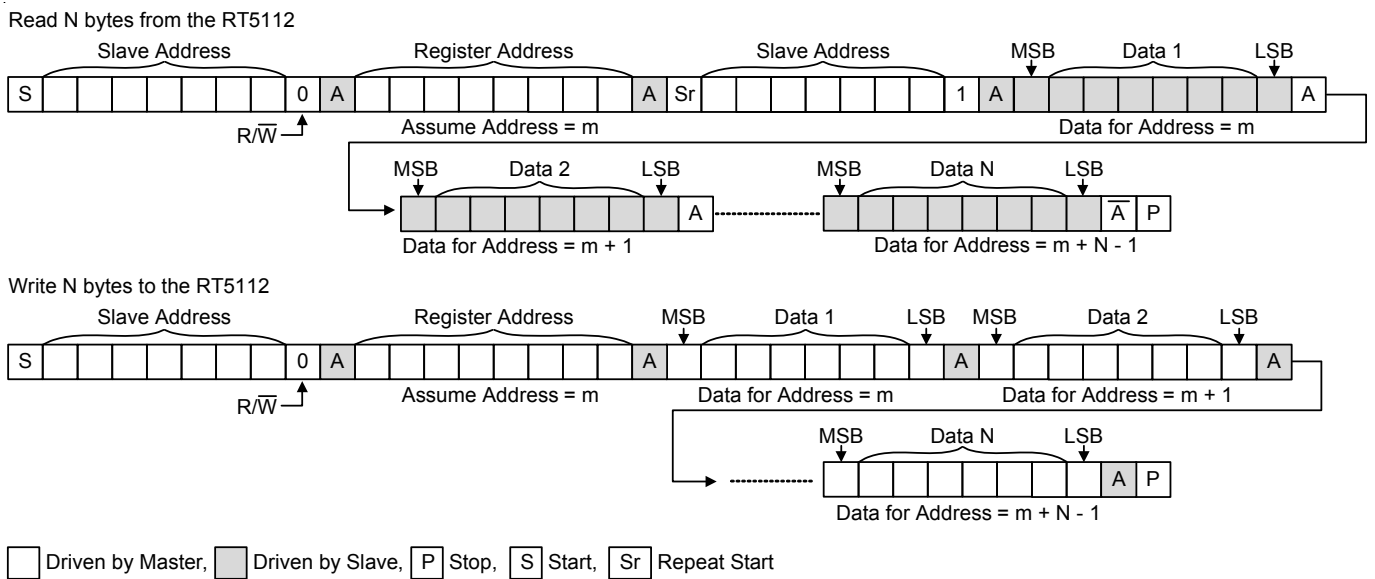 Read N bytes from the RT5112
Slave Address Register Address Slave Address MSB Data 1 LSB
S 0 A A Sr 1 A A
R/W̅ Assume Address = m Data for Address = m
MSB Data 2 LSB MSB Data N LSB
A A̅ P
Data for Address = m + 1 Data for Address = m + N - 1
Write N bytes to the RT5112
Slave Address Register Address MSB Data 1 LSB MSB Data 2 LSB
S 0 A A A A
R/W̅ Assume Address = m Data for Address = m Data for Address = m + 1
MSB Data N LSB
A P
Data for Address = m + N - 1
Driven by Master, Driven by Slave, P Stop, S Start, Sr Repeat Start